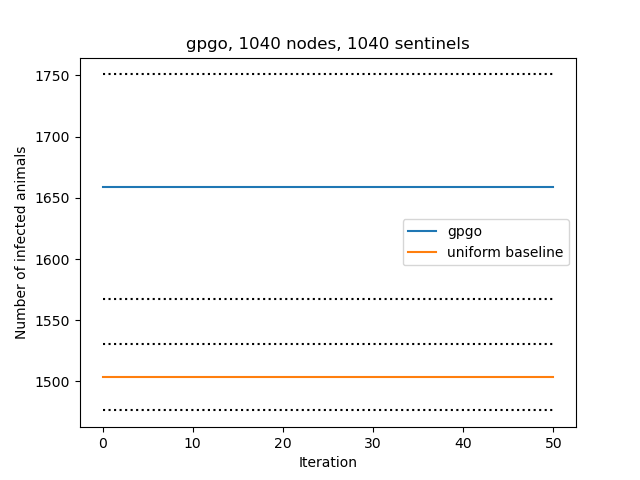 gpgo, 1040 nodes, 1040 sentinels
1750
1700
1650
1600
1550
1500
Number of infected animals
gpgo
uniform baseline
0 10 20 30 40 50
Iteration